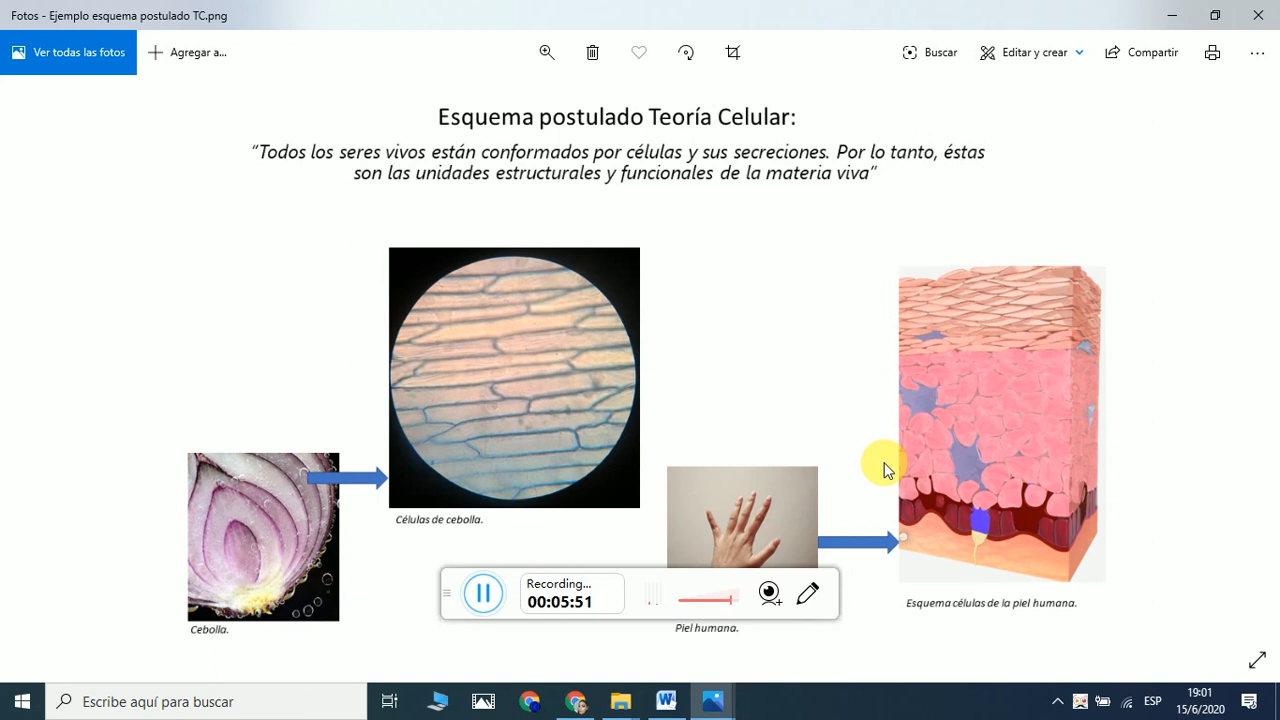 Fotos - Ejemplo esquema postulado TC.png
Ver todas las fotos
Agregar a...
Buscar
Editar y crear
Compartir
Esquema postulado Teoría Celular:
“Todos los seres vivos están conformados por células y sus secreciones. Por lo tanto, éstas
son las unidades estructurales y funcionales de la materia viva”
Células de cebolla.
Recording...
00:05:51
Esquema células de la piel humana.
Cebolla.
Piel humana.
Escribe aquí para buscar
ESP
19:01
15/6/2020